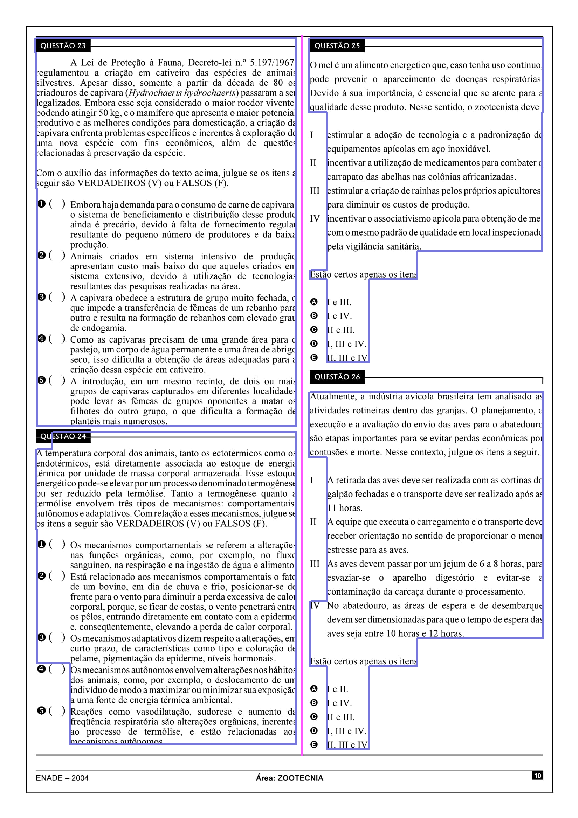 QUESTÃO 23
A Lei de Proteção à Fauna, Decreto-lei n.º 5.197/1967
regulamentou a criação em cativeiro das espécies de animais
silvestres. Apesar disso, somente a partir da década de 80 os
criadouros de capivara (Hydrochaeris hydrochaeris) passaram a ser
legalizados. Embora esse seja considerado o maior roedor vivente,
podendo atingir 50 kg, e o mamífero que apresenta o maior potencial
produtivo e as melhores condições para domesticação, a criação da
capivara enfrenta problemas específicos e inerentes à exploração de
uma nova espécie com fins econômicos, além de questões
relacionadas à preservação da espécie.
Com o auxílio das informações do texto acima, julgue se os itens a
seguir são VERDADEIROS (V) ou FALSOS (F).
❶ ( ) Embora haja demanda para o consumo de carne de capivara,
o sistema de beneficiamento e distribuição desse produto
ainda é precário, devido à falta de fornecimento regular
resultante do pequeno número de produtores e da baixa
produção.
❷ ( ) Animais criados em sistema intensivo de produção
apresentam custo mais baixo do que aqueles criados em
sistema extensivo, devido a utilização de tecnologias
resultantes das pesquisas realizadas na área.
❸ ( ) A capivara obedece a estrutura de grupo muito fechada, o
que impede a transferência de fêmeas de um rebanho para
outro e resulta na formação de rebanhos com elevado grau
de endogamia.
❹ ( ) Como as capivaras precisam de uma grande área para o
pastejo, um corpo de água permanente e uma área de abrigo
seco, isso dificulta a obtenção de áreas adequadas para a
criação dessa espécie em cativeiro.
❺ ( ) A introdução, em um mesmo recinto, de dois ou mais
grupos de capivaras capturados em diferentes localidades
pode levar as fêmeas de grupos oponentes a matar os
filhotes do outro grupo, o que dificulta a formação de
plantéis mais numerosos.
QUESTÃO 24
A temperatura corporal dos animais, tanto os ectotérmicos como os
endotérmicos, está diretamente associada ao estoque de energia
térmica por unidade de massa corporal armazenada. Esse estoque
energético pode-se elevar por um processo denominado termogênese
ou ser reduzido pela termólise. Tanto a termogênese quanto a
termólise envolvem três tipos de mecanismos: comportamentais,
autônomos e adaptativos. Com relação a esses mecanismos, julgue se
os itens a seguir são VERDADEIROS (V) ou FALSOS (F).
❶ ( ) Os mecanismos comportamentais se referem a alterações
nas funções orgânicas, como, por exemplo, no fluxo
sanguíneo, na respiração e na ingestão de água e alimento.
❷ ( ) Está relacionado aos mecanismos comportamentais o fato
de um bovino, em dia de chuva e frio, posicionar-se de
frente para o vento para diminuir a perda excessiva de calor
corporal, porque, se ficar de costas, o vento penetrará entre
os pêlos, entrando diretamente em contato com a epiderme
e, conseqüentemente, elevando a perda de calor corporal.
❸ ( ) Os mecanismos adaptativos dizem respeito a alterações, em
curto prazo, de características como tipo e coloração de
pelame, pigmentação da epiderme, níveis hormonais.
❹ ( ) Os mecanismos autônomos envolvem alterações nos hábitos
dos animais, como, por exemplo, o deslocamento de um
indivíduo de modo a maximizar ou minimizar sua exposição
a uma fonte de energia térmica ambiental.
❺ ( ) Reações como vasodilatação, sudorese e aumento da
freqüência respiratória são alterações orgânicas, inerentes
ao processo de termólise, e estão relacionadas aos
mecanismos autônomos.
QUESTÃO 25
O mel é um alimento energético que, caso tenha uso contínuo,
pode prevenir o aparecimento de doenças respiratórias.
Devido à sua importância, é essencial que se atente para a
qualidade desse produto. Nesse sentido, o zootecnista deve
I estimular a adoção de tecnologia e a padronização de
equipamentos apícolas em aço inoxidável.
II incentivar a utilização de medicamentos para combater o
carrapato das abelhas nas colônias africanizadas.
III estimular a criação de rainhas pelos próprios apicultores
para diminuir os custos de produção.
IV incentivar o associativismo apícola para obtenção de mel
com o mesmo padrão de qualidade em local inspecionado
pela vigilância sanitária.
Estão certos apenas os itens
A I e III.
B I e IV.
C II e III.
D I, III e IV.
E II, III e IV.
QUESTÃO 26
Atualmente, a indústria avícola brasileira tem analisado as
atividades rotineiras dentro das granjas. O planejamento, a
execução e a avaliação do envio das aves para o abatedouro
são etapas importantes para se evitar perdas econômicas por
contusões e morte. Nesse contexto, julgue os itens a seguir.
I A retirada das aves deve ser realizada com as cortinas do
galpão fechadas e o transporte deve ser realizado após as
11 horas.
II A equipe que executa o carregamento e o transporte deve
receber orientação no sentido de proporcionar o menor
estresse para as aves.
III As aves devem passar por um jejum de 6 a 8 horas, para
esvaziar-se o aparelho digestório e evitar-se a
contaminação da carcaça durante o processamento.
IV No abatedouro, as áreas de espera e de desembarque
devem ser dimensionadas para que o tempo de espera das
aves seja entre 10 horas e 12 horas.
Estão certos apenas os itens
A I e II.
B I e IV.
C II e III.
D I, III e IV.
E II, III e IV.
ENADE – 2004
Área: ZOOTECNIA
10